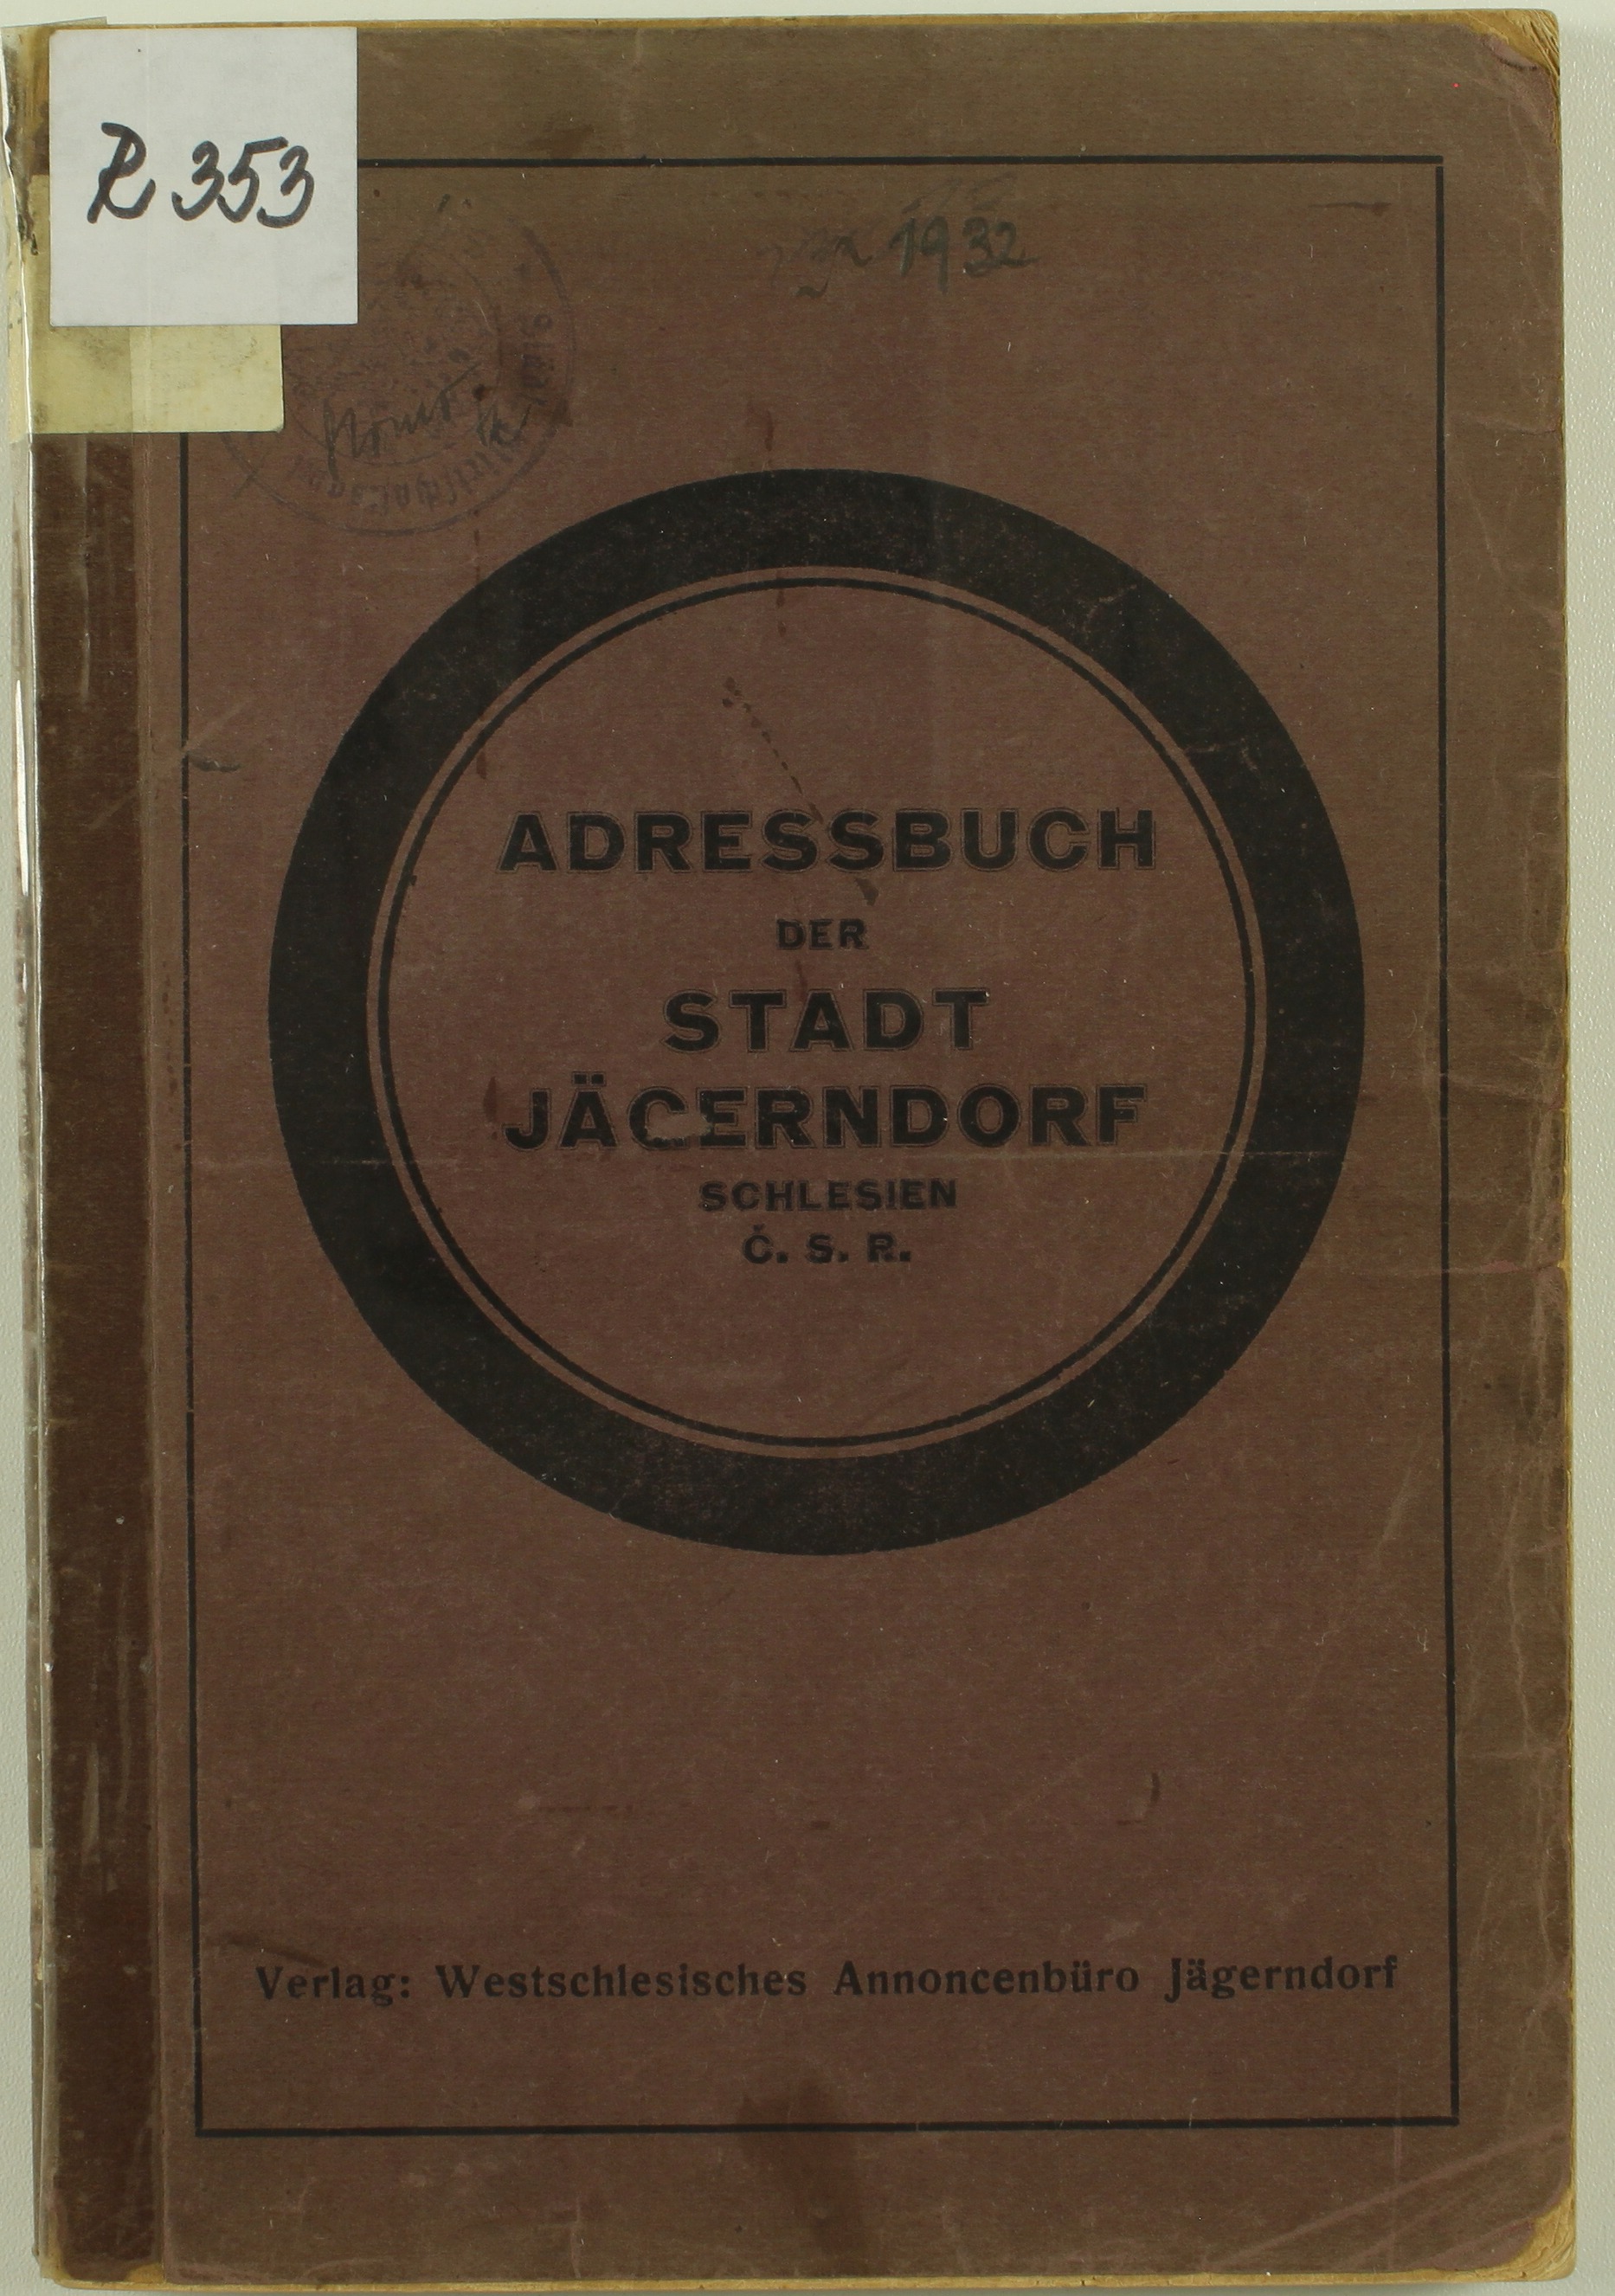 R 353
1932
ADRESSBUCH
DER
STADT
JÄGERNDORF
SCHLESIEN
Č. S. R.
Verlag: Westschlesisches Annoncenbüro Jägerndorf